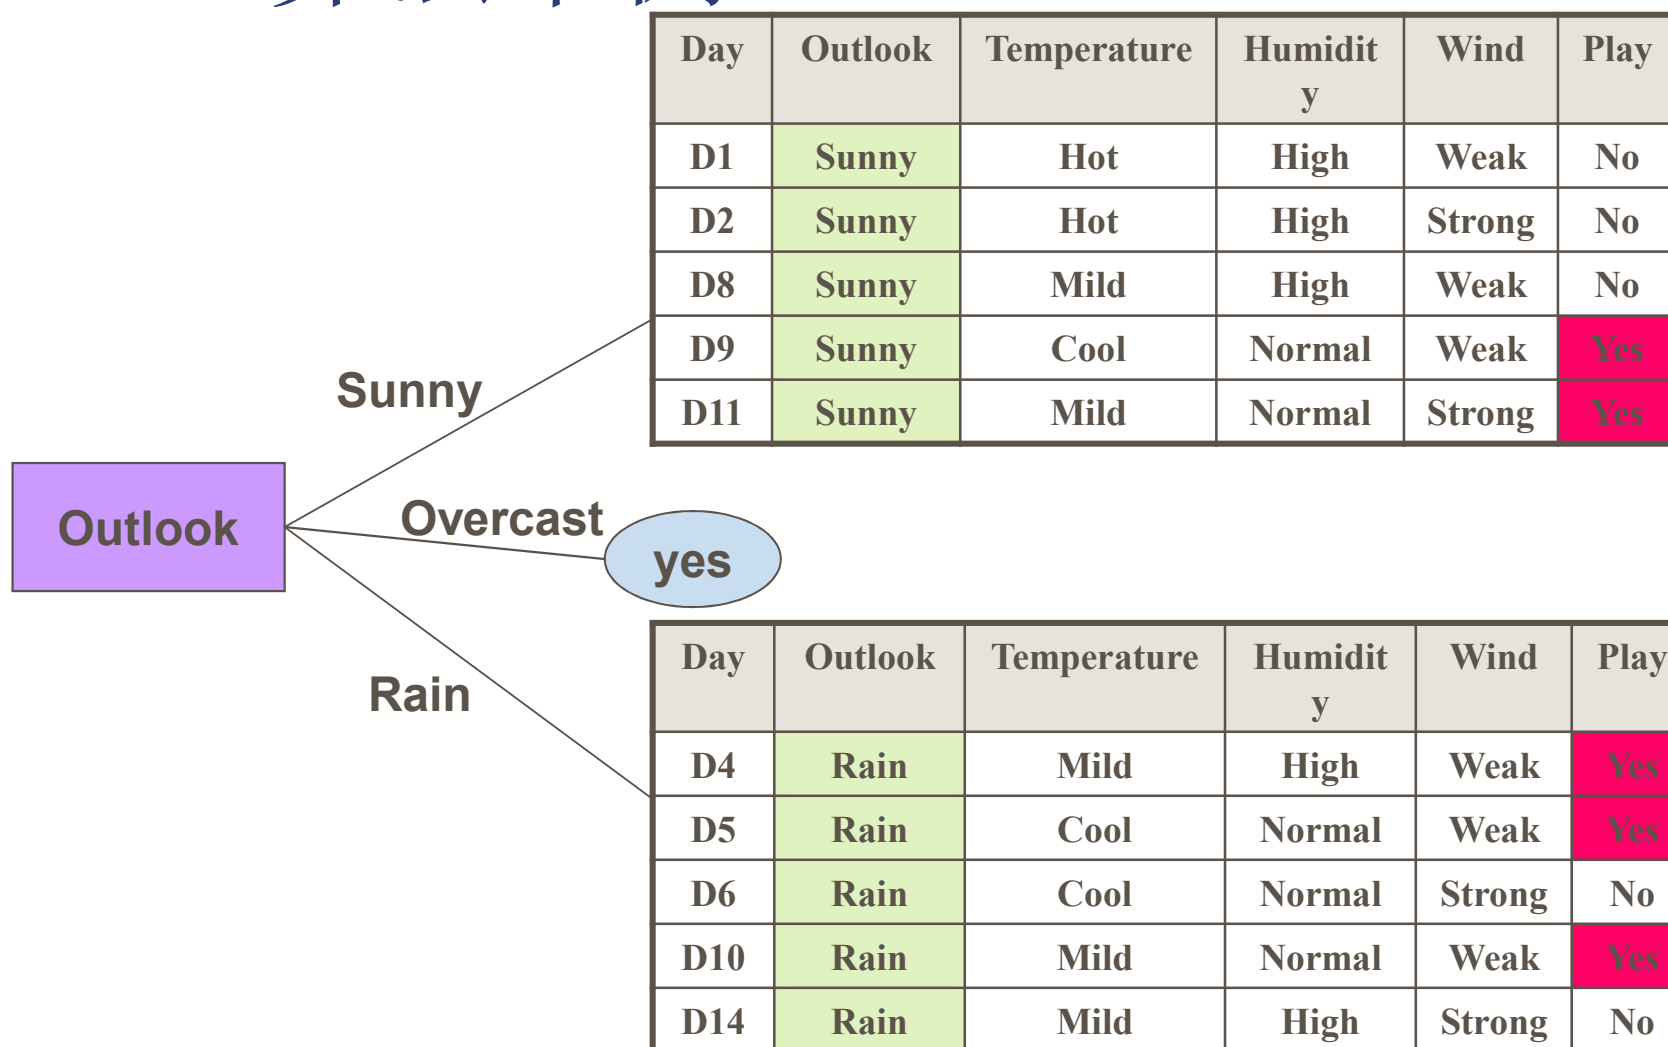 Day Outlook Temperature Humidit Wind Play
y
D1 Sunny Hot High Weak No
D2 Sunny Hot High Strong No
D8 Sunny Mild High Weak No
D9 Sunny Cool Normal Weak Yes
D11 Sunny Mild Normal Strong Yes
Sunny
Outlook
Overcast
yes
Rain
Day Outlook Temperature Humidit Wind Play
y
D4 Rain Mild High Weak Yes
D5 Rain Cool Normal Weak Yes
D6 Rain Cool Normal Strong No
D10 Rain Mild Normal Weak Yes
D14 Rain Mild High Strong No